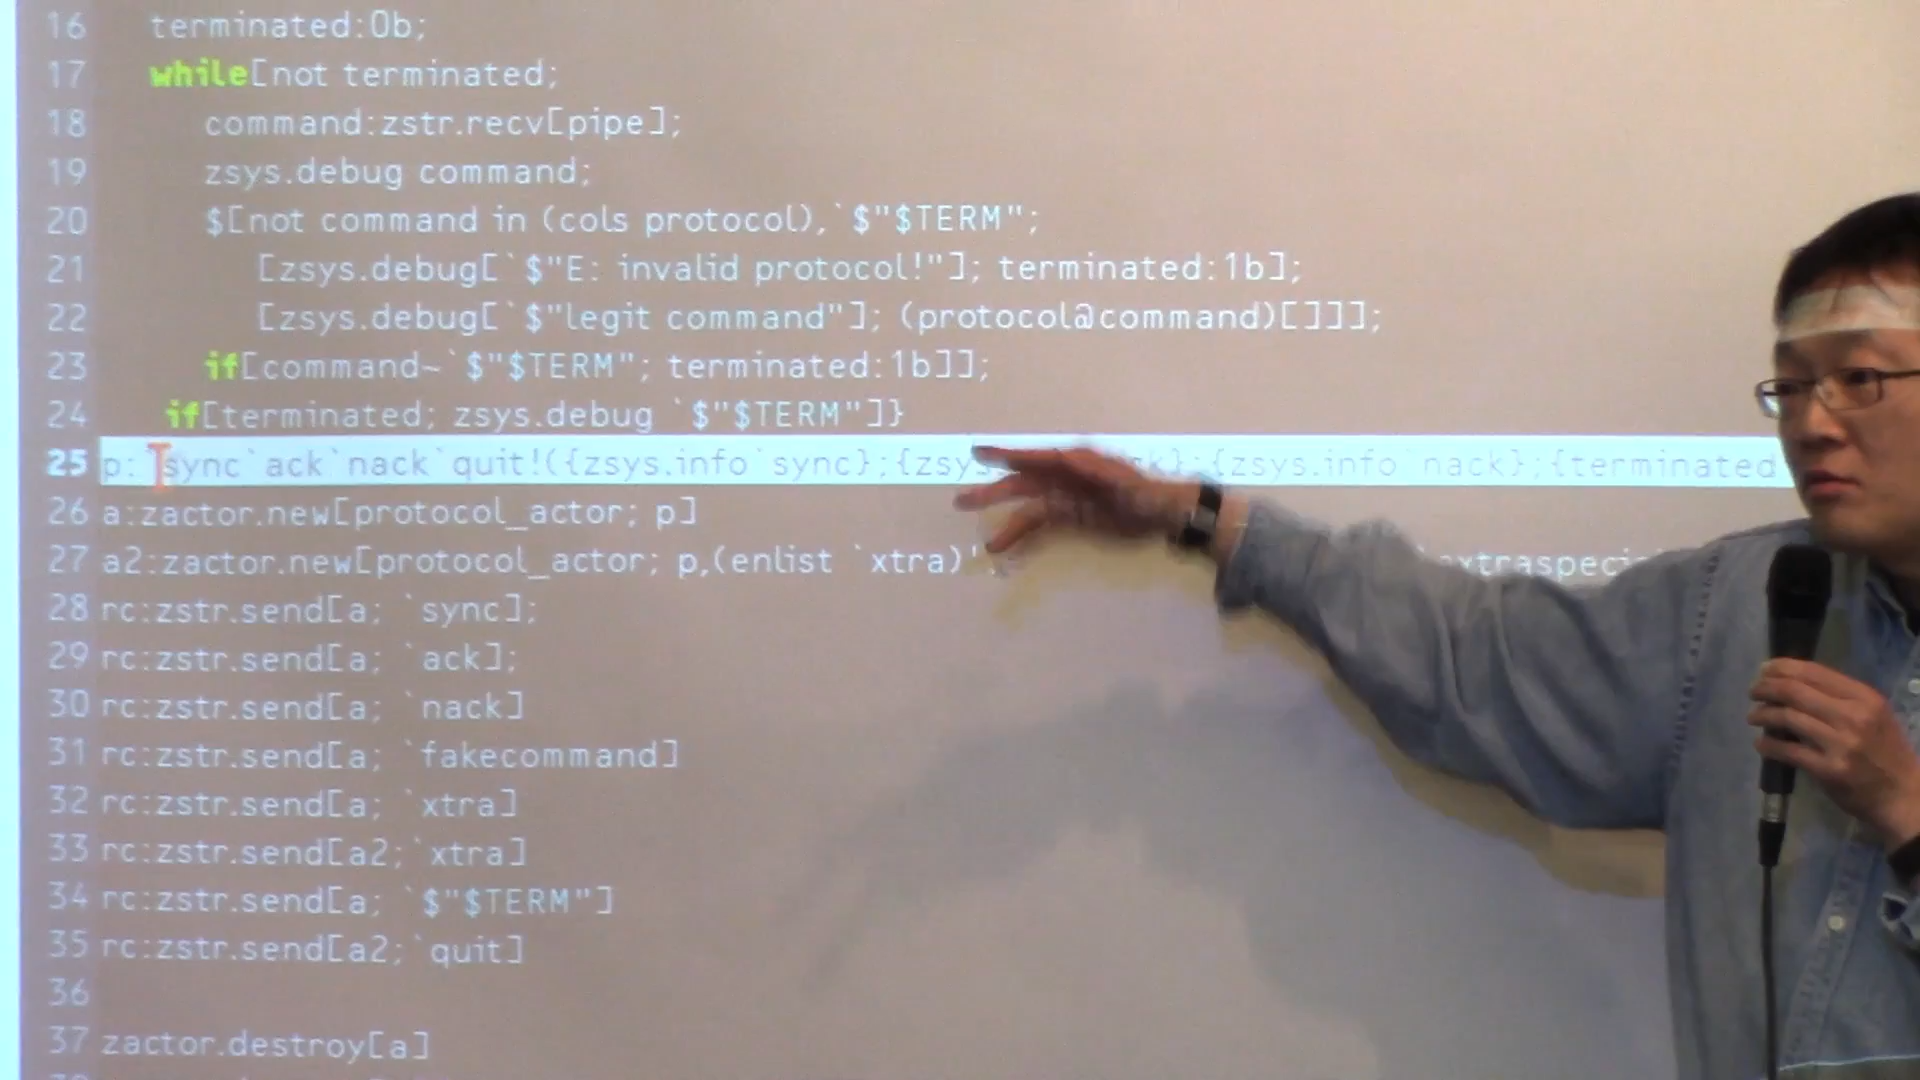 16 terminated:0b;
17 while[not terminated;
18 command:zstr.recv[pipe];
19 zsys.debug command;
20 $[not command in (cols protocol),`$"$TERM";
21 [zsys.debug[`$"E: invalid protocol!"]; terminated:1b];
22 [zsys.debug[`$"legit command"]; (protocol@command)[]]];
23 if[command~`$"$TERM"; terminated:1b]];
24 if[terminated; zsys.debug `$"$TERM"]}
25 p:`sync`ack`nack`quit!({zsys.info`sync};{zsys };{zsys.info`nack};{terminated
26 a:zactor.new[protocol_actor; p]
27 a2:zactor.new[protocol_actor; p,(enlist `xtra)
28 rc:zstr.send[a; `sync];
29 rc:zstr.send[a; `ack];
30 rc:zstr.send[a; `nack]
31 rc:zstr.send[a; `fakecommand]
32 rc:zstr.send[a; `xtra]
33 rc:zstr.send[a2;`xtra]
34 rc:zstr.send[a; `$"$TERM"]
35 rc:zstr.send[a2;`quit]
36
37 zactor.destroy[a]